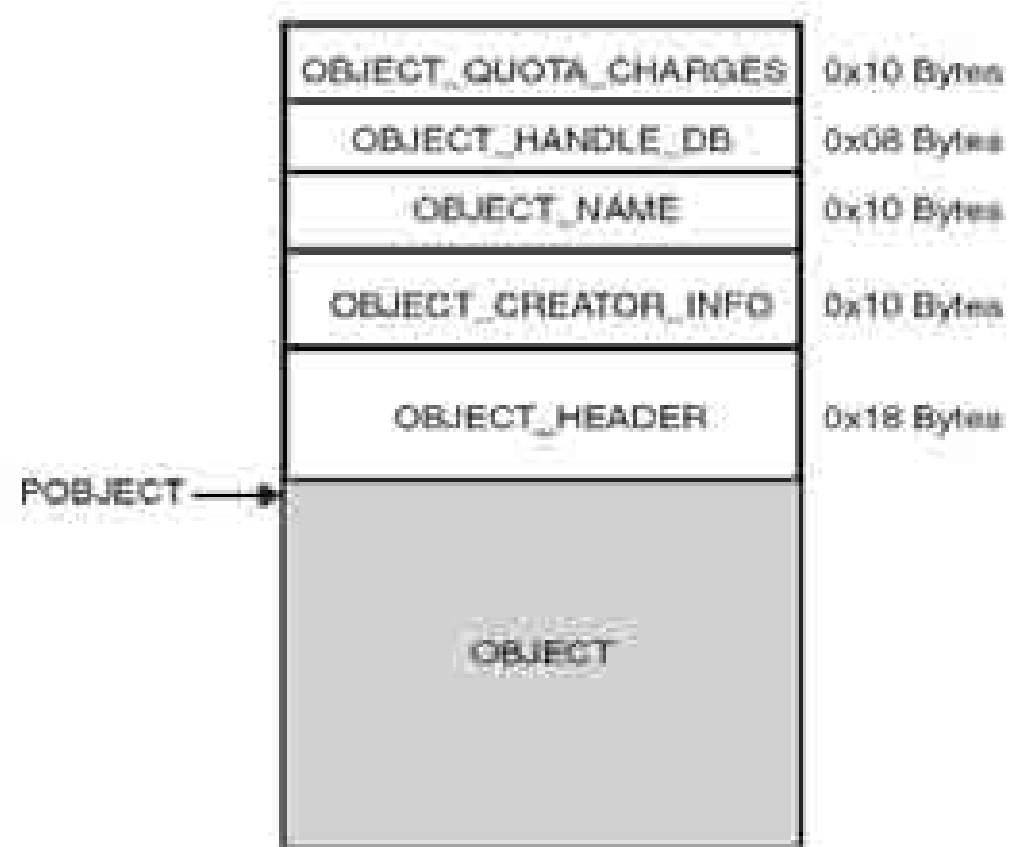 OBJECT_QUOTA_CHARGES 0x10 Bytes
OBJECT_HANDLE_DB 0x08 Bytes
OBJECT_NAME 0x10 Bytes
OBJECT_CREATOR_INFO 0x10 Bytes
OBJECT_HEADER 0x18 Bytes
POBJECT
OBJECT